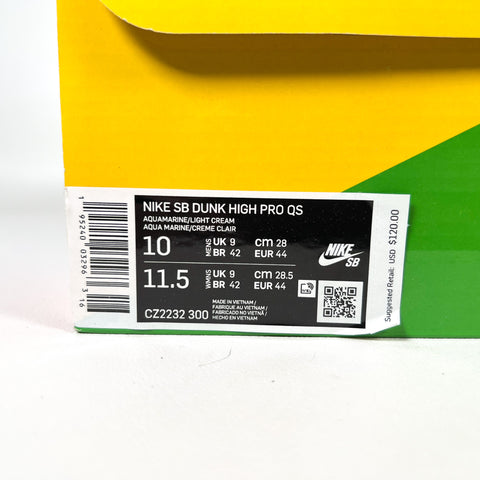 NIKE SB DUNK HIGH PRO QS
AQUAMARINE/LIGHT CREAM
AQUA MARINE/CREME CLAIR
10 MENS UK 9 CM 28
BR 42 EUR 44
11.5 WMNS UK 9 CM 28.5
BR 42 EUR 44
MADE IN VIETNAM/
FABRIQUE AU VIETNAM/
FABRICADO NO VIETNÃ/
HECHO EN VIETNAM
CZ2232 300
NIKE
SB
1 95240 03296 3 16
Suggested Retail: USD $120.00